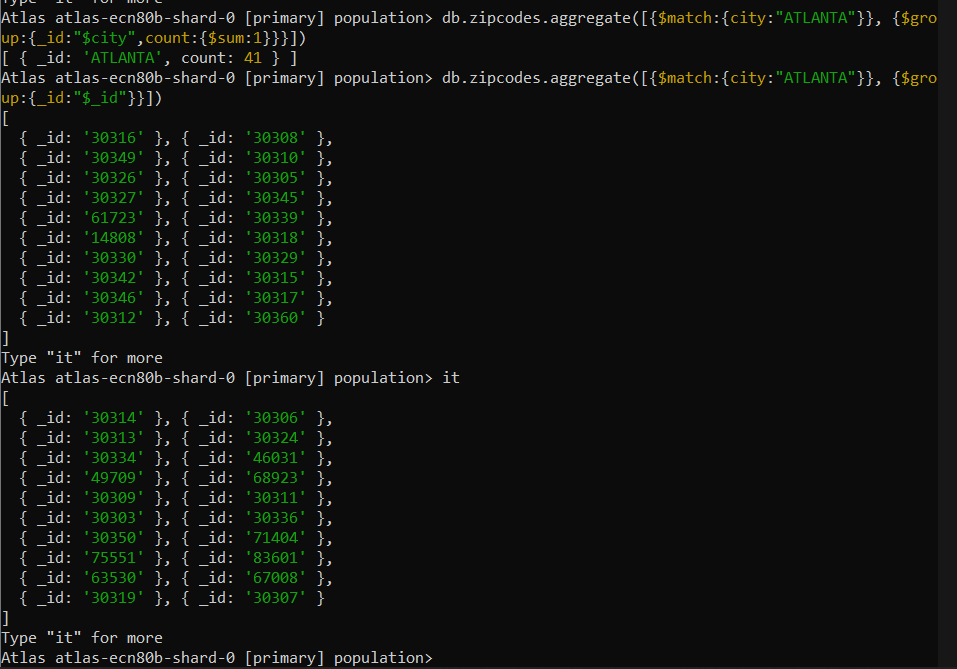 Type "it" for more
Atlas atlas-ecn80b-shard-0 [primary] population> db.zipcodes.aggregate([{$match:{city:"ATLANTA"}}, {$gro
up:{_id:"$city",count:{$sum:1}}}])
[ { _id: 'ATLANTA', count: 41 } ]
Atlas atlas-ecn80b-shard-0 [primary] population> db.zipcodes.aggregate([{$match:{city:"ATLANTA"}}, {$gro
up:{_id:"$_id"}}])
[
  { _id: '30316' }, { _id: '30308' },
  { _id: '30349' }, { _id: '30310' },
  { _id: '30326' }, { _id: '30305' },
  { _id: '30327' }, { _id: '30345' },
  { _id: '61723' }, { _id: '30339' },
  { _id: '14808' }, { _id: '30318' },
  { _id: '30330' }, { _id: '30329' },
  { _id: '30342' }, { _id: '30315' },
  { _id: '30346' }, { _id: '30317' },
  { _id: '30312' }, { _id: '30360' }
]
Type "it" for more
Atlas atlas-ecn80b-shard-0 [primary] population> it
[
  { _id: '30314' }, { _id: '30306' },
  { _id: '30313' }, { _id: '30324' },
  { _id: '30334' }, { _id: '46031' },
  { _id: '49709' }, { _id: '68923' },
  { _id: '30309' }, { _id: '30311' },
  { _id: '30303' }, { _id: '30336' },
  { _id: '30350' }, { _id: '71404' },
  { _id: '75551' }, { _id: '83601' },
  { _id: '63530' }, { _id: '67008' },
  { _id: '30319' }, { _id: '30307' }
]
Type "it" for more
Atlas atlas-ecn80b-shard-0 [primary] population>